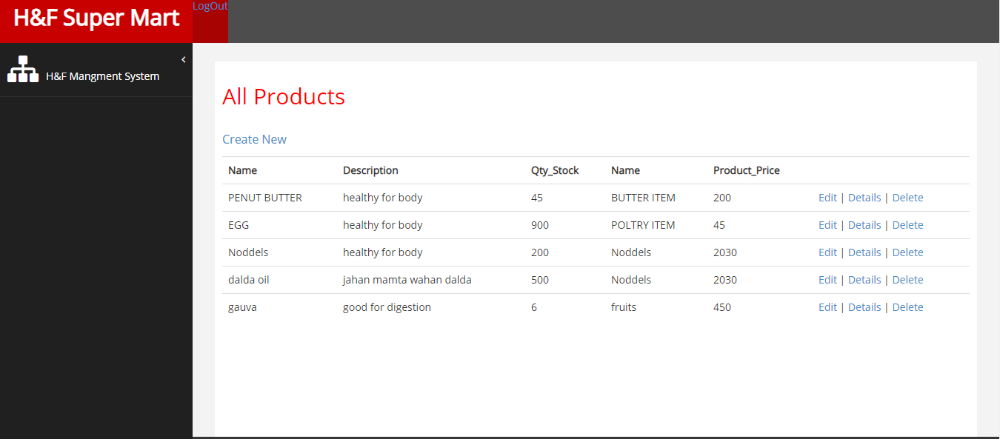 H&F Super Mart
LogOut
H&F Mangment System
All Products
Create New
Name Description Qty_Stock Name Product_Price
PENUT BUTTER healthy for body 45 BUTTER ITEM 200 Edit | Details | Delete
EGG healthy for body 900 POLTRY ITEM 45 Edit | Details | Delete
Noddels healthy for body 200 Noddels 2030 Edit | Details | Delete
dalda oil jahan mamta wahan dalda 500 Noddels 2030 Edit | Details | Delete
gauva good for digestion 6 fruits 450 Edit | Details | Delete